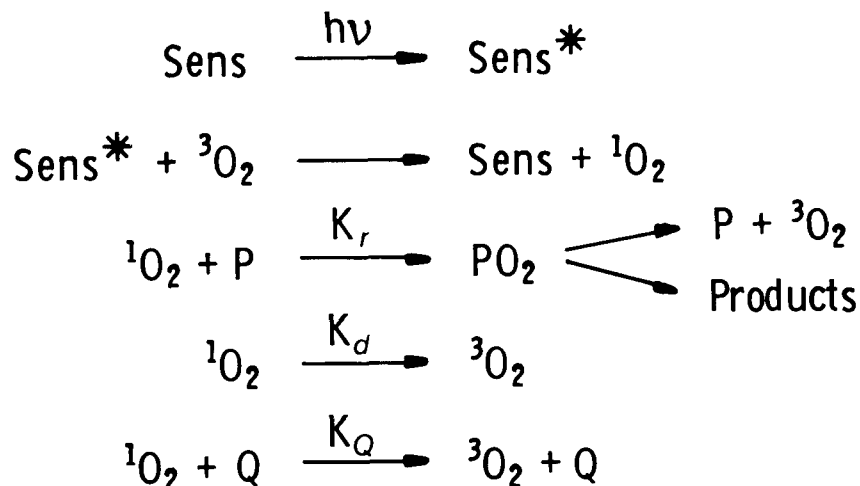 hν
Sens ⟶ Sens*
Sens* + ³O₂ ⟶ Sens + ¹O₂
¹O₂ + P ⟶ PO₂
Kᵣ
P + ³O₂
Products
K_d
¹O₂ ⟶ ³O₂
K_Q
¹O₂ + Q ⟶ ³O₂ + Q